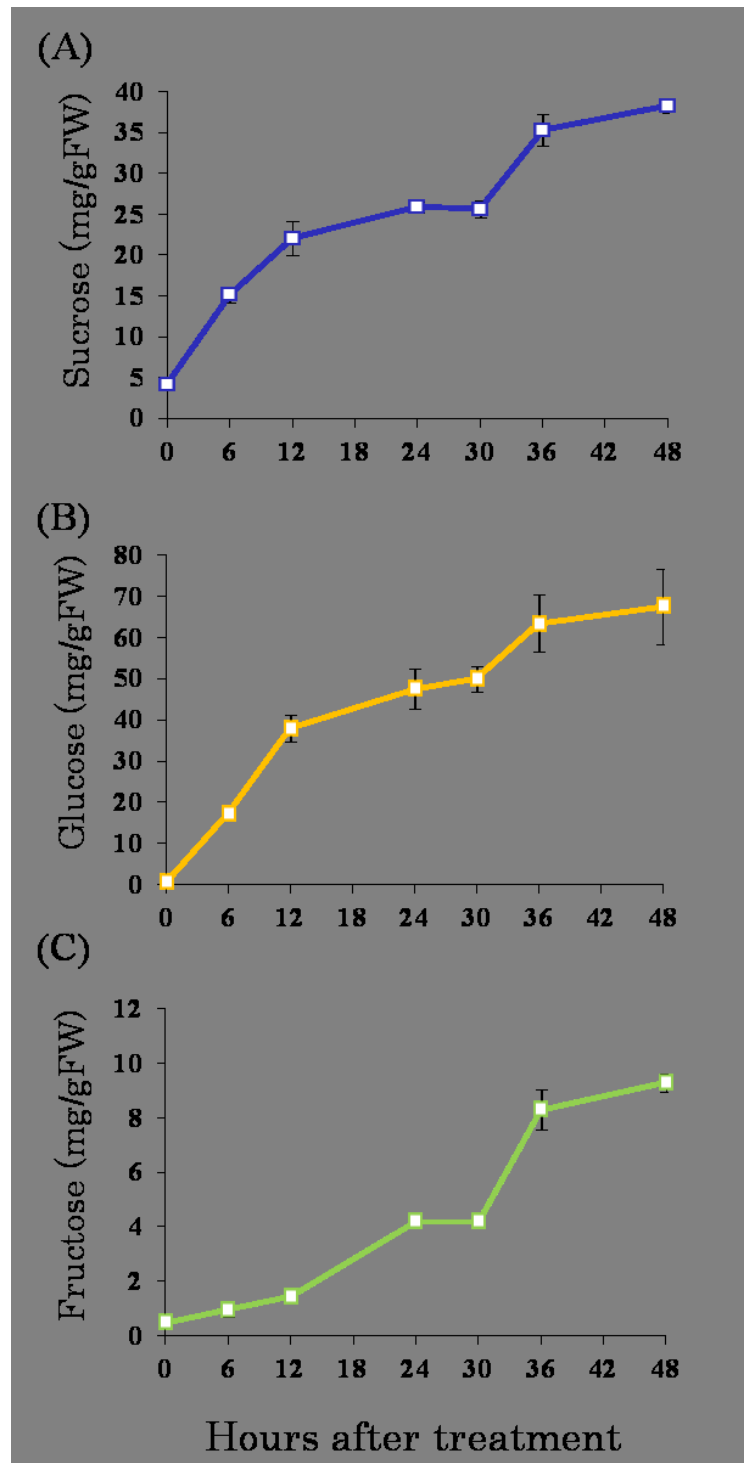 (A)
Sucrose (mg/gFW)
40
35
30
25
20
15
10
5
0
0 6 12 18 24 30 36 42 48
(B)
Glucose (mg/gFW)
80
70
60
50
40
30
20
10
0
0 6 12 18 24 30 36 42 48
(C)
Fructose (mg/gFW)
12
10
8
6
4
2
0
0 6 12 18 24 30 36 42 48
Hours after treatment